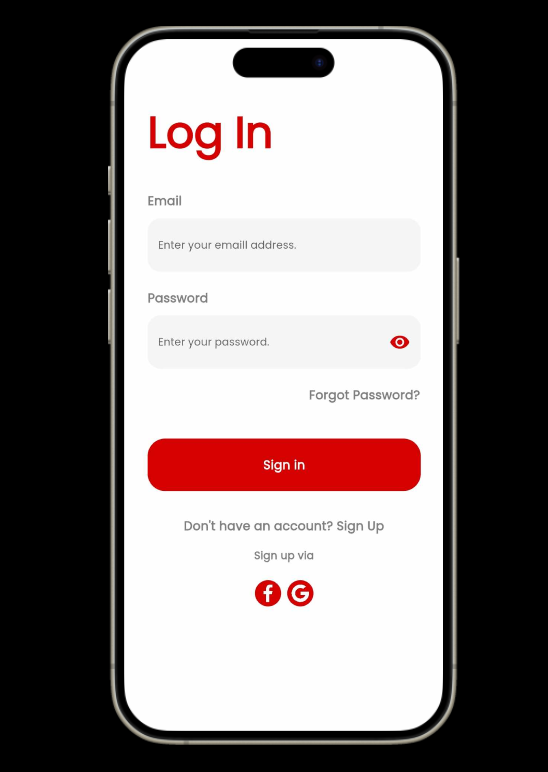 Log In
Email
Enter your emaill address.
Password
Enter your password.
Forgot Password?
Sign in
Don't have an account? Sign Up
Sign up via